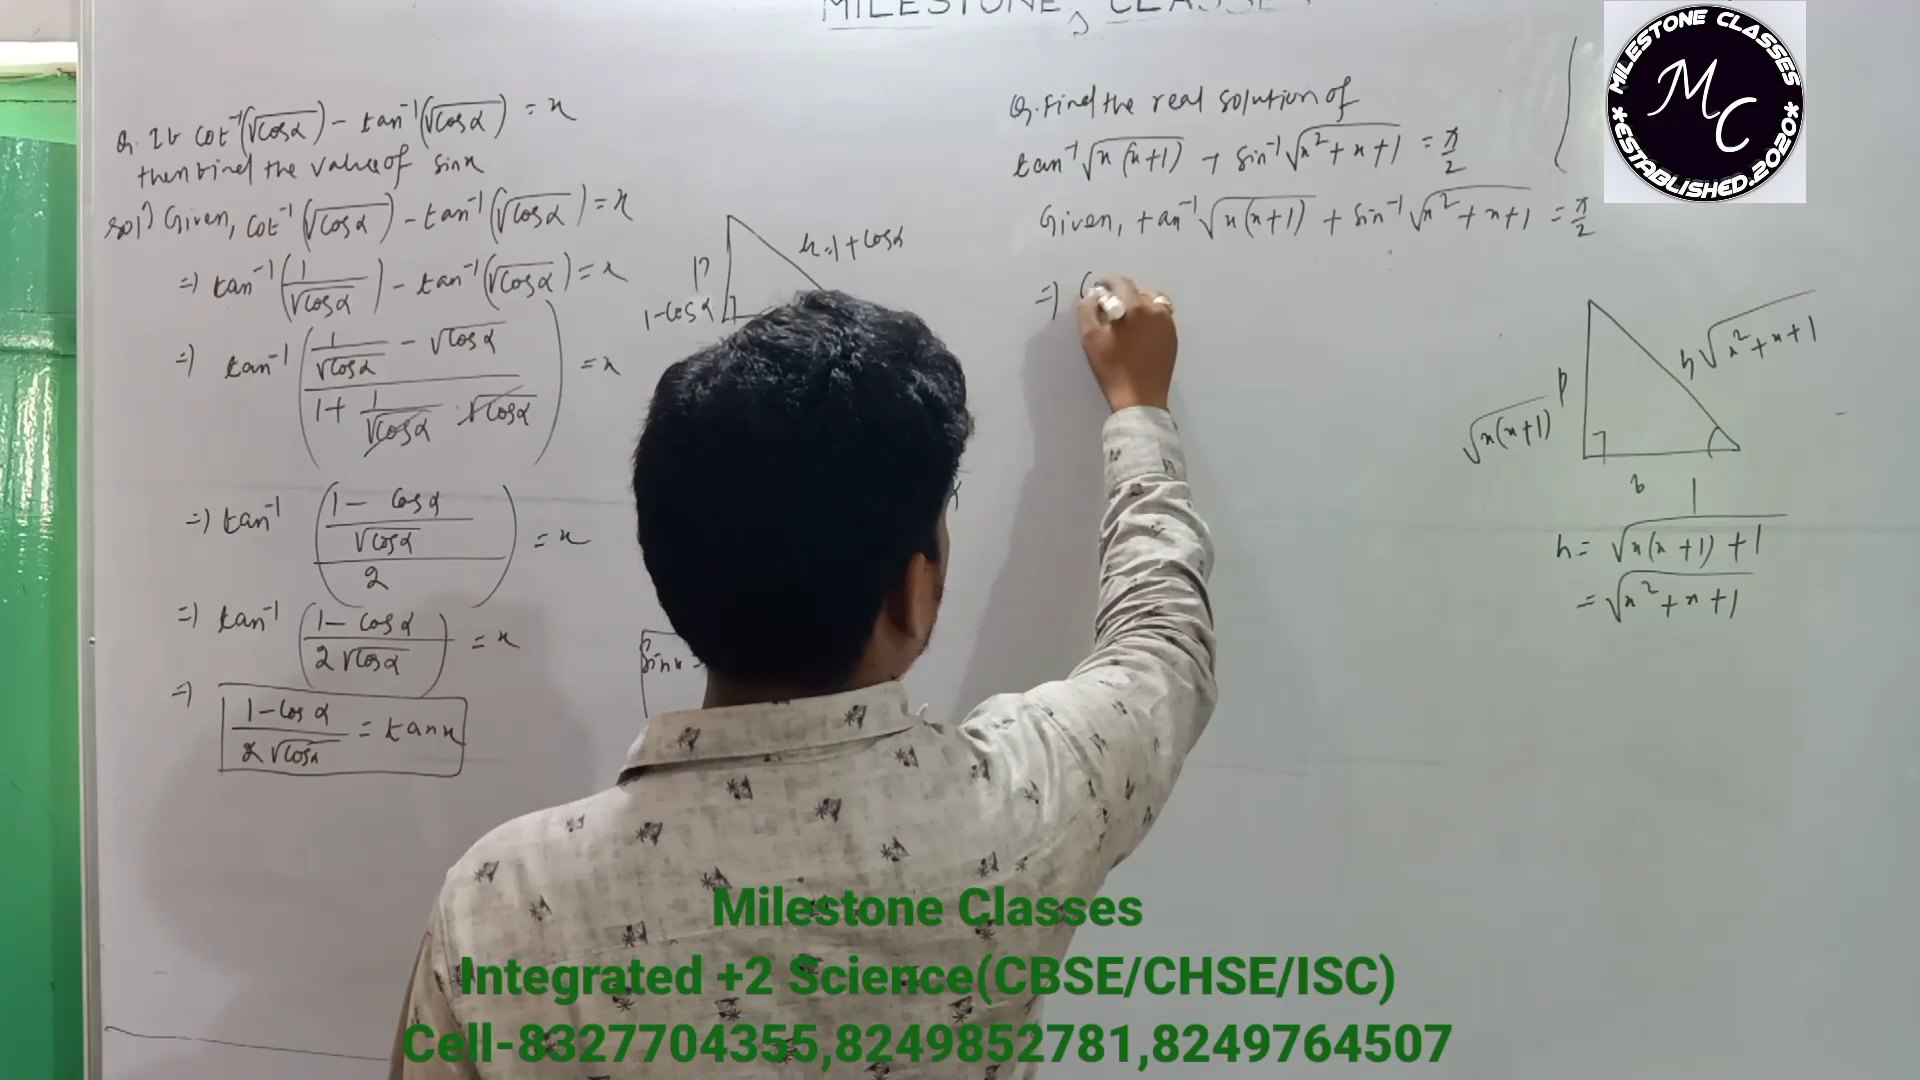 MILESTONE CLASSES
Q. If cot⁻¹(√cosα) - tan⁻¹(√cosα) = x
then find the value of sinx
Sol) Given, cot⁻¹(√cosα) - tan⁻¹(√cosα) = x
=) tan⁻¹(1/√cosα) - tan⁻¹(√cosα) = x
=) tan⁻¹((1/√cosα - √cosα)/(1 + 1/√cosα · √cosα)) = x
=) tan⁻¹(((1 - cosα)/√cosα)/2) = x
=) tan⁻¹((1 - cosα)/(2√cosα)) = x
=) (1 - cosα)/(2√cosα) = tanx
p
1-cosα
h=1+cosα
sinx
Q. Find the real solution of
tan⁻¹√x(x+1) + sin⁻¹√x²+x+1 = π/2
Given, tan⁻¹√x(x+1) + sin⁻¹√x²+x+1 = π/2
=)
p
√x(x+1)
h √x²+x+1
b
1
h = √x(x+1)+1
= √x²+x+1
MILESTONE CLASSES
MC
*ESTABLISHED.2020*
Milestone Classes
Integrated +2 Science(CBSE/CHSE/ISC)
Cell-8327704355,8249852781,8249764507